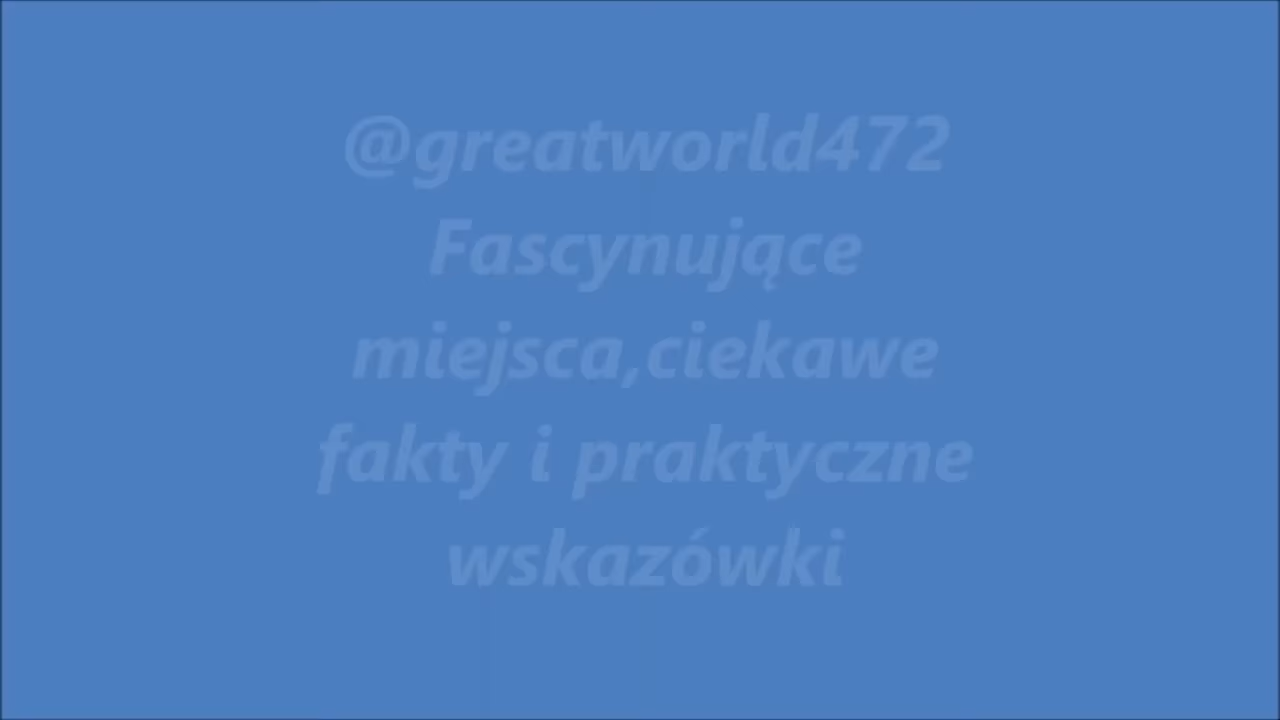 @greatworld472
Fascynujące
miejsca,ciekawe
fakty i praktyczne
wskazówki